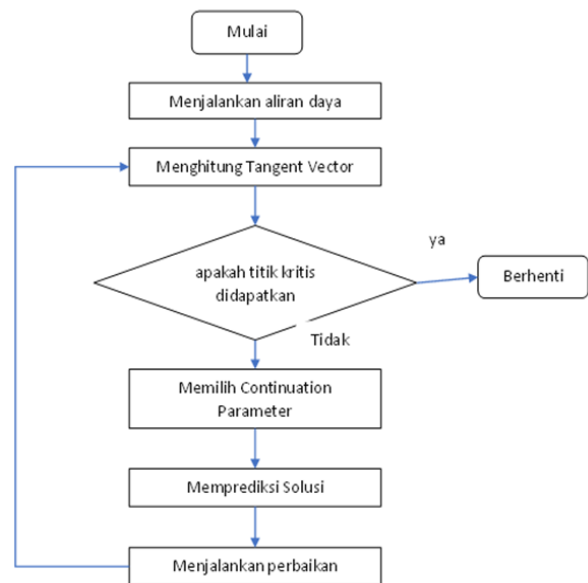 Mulai
Menjalankan aliran daya
Menghitung Tangent Vector
apakah titik kritis
didapatkan
ya
Berhenti
Tidak
Memilih Continuation
Parameter
Memprediksi Solusi
Menjalankan perbaikan